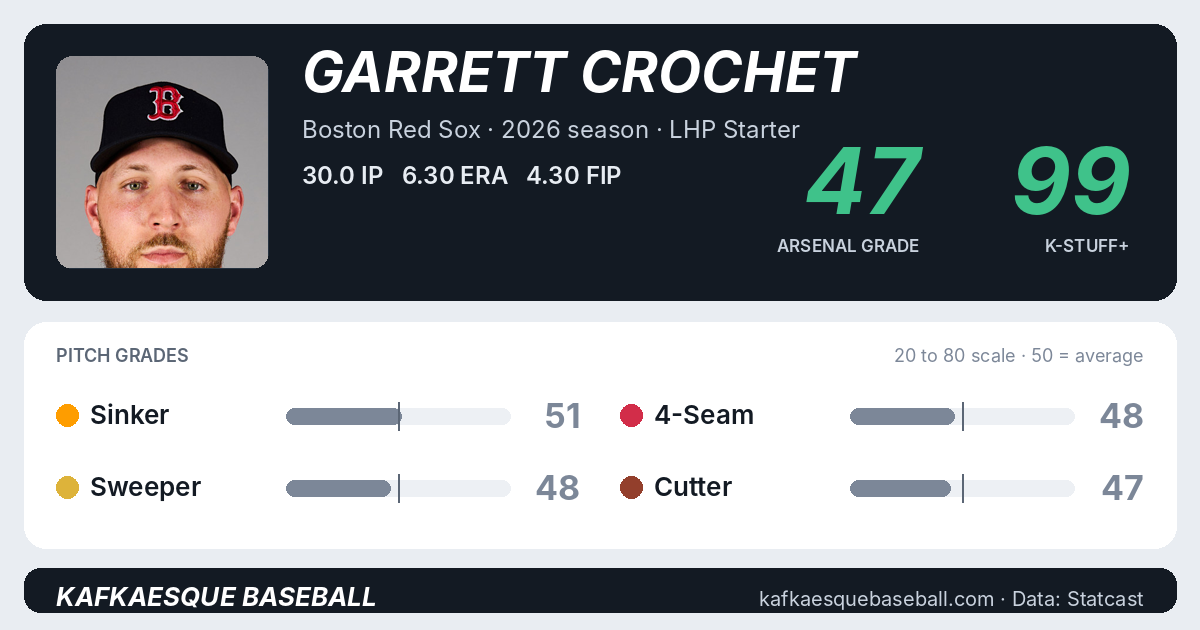 GARRETT CROCHET
Boston Red Sox · 2026 season · LHP Starter
30.0 IP 6.30 ERA 4.30 FIP
47
ARSENAL GRADE
99
K-STUFF+
B
PITCH GRADES
20 to 80 scale · 50 = average
Sinker 51
4-Seam 48
Sweeper 48
Cutter 47
KAFKAESQUE BASEBALL
kafkaesquebaseball.com · Data: Statcast